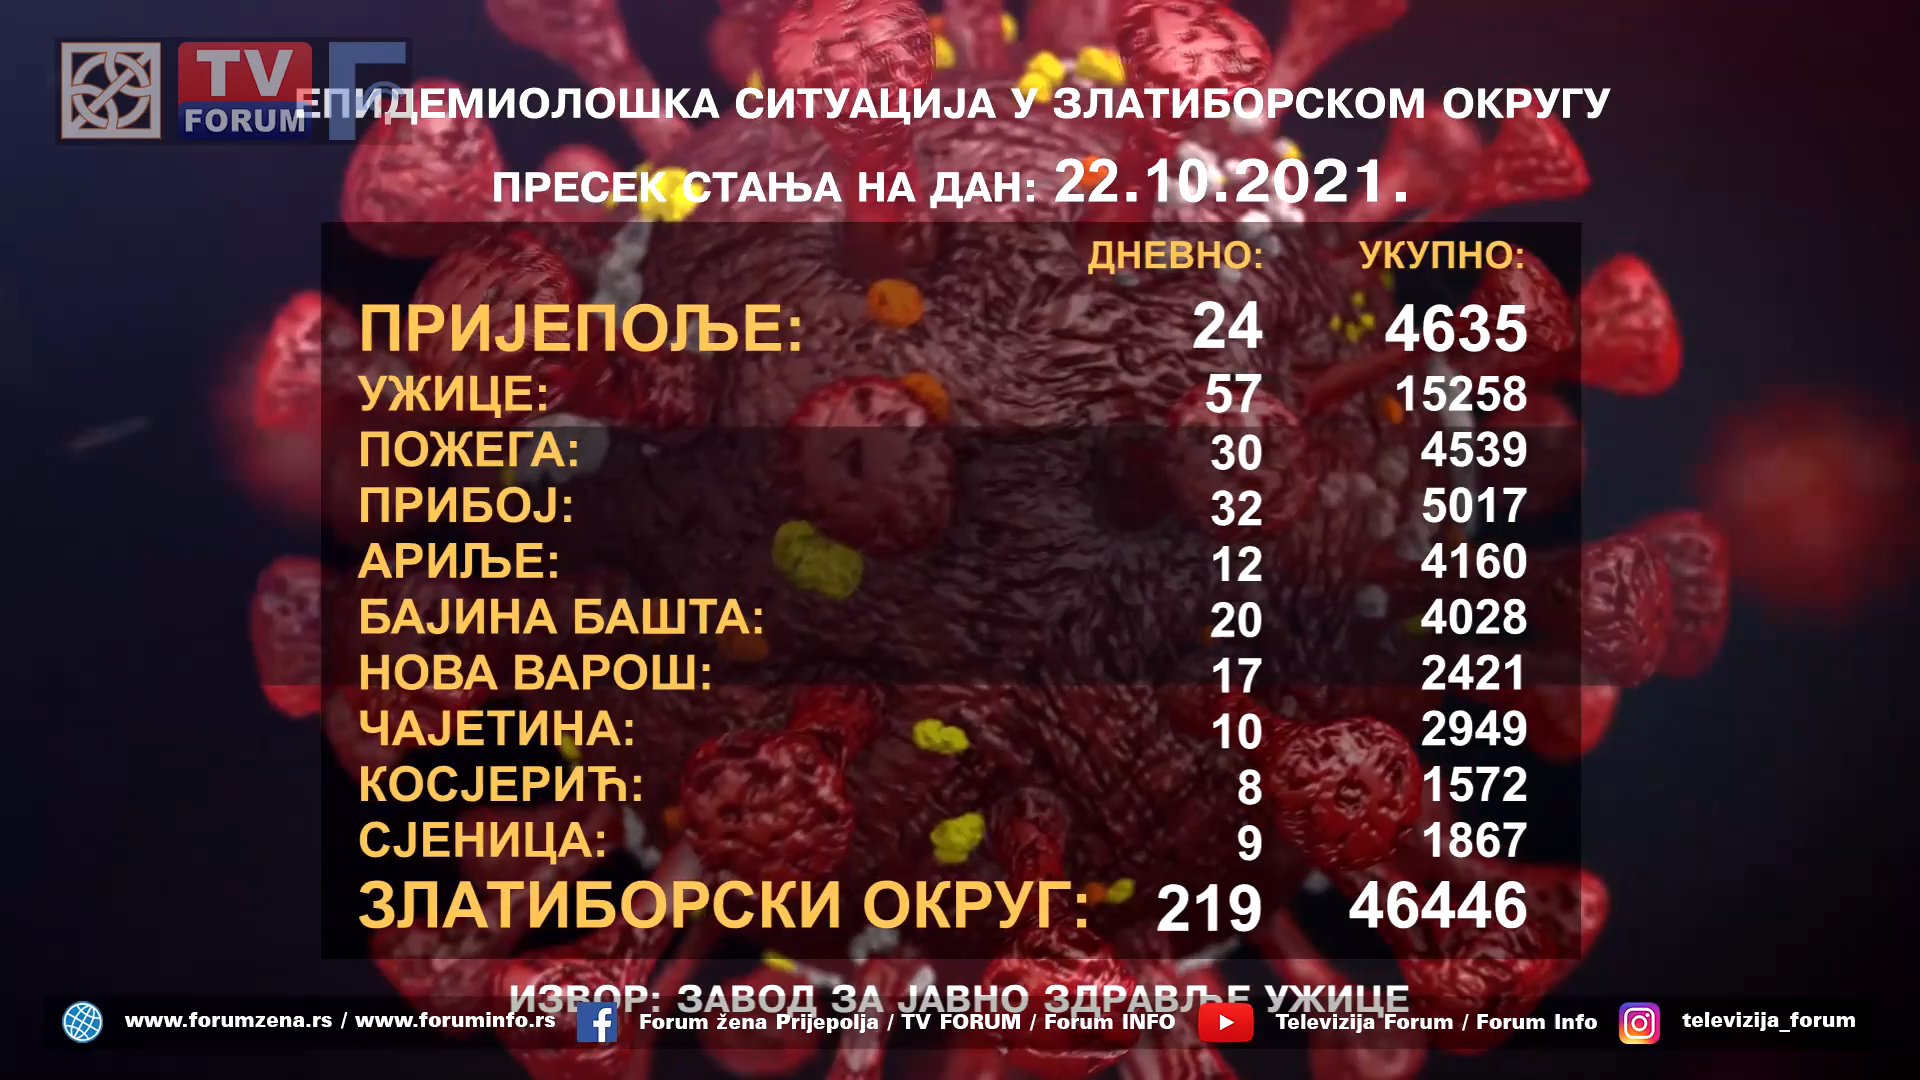 TV
FORUM
ЕПИДЕМИОЛОШКА СИТУАЦИЈА У ЗЛАТИБОРСКОМ ОКРУГУ
ПРЕСЕК СТАЊА НА ДАН: 22.10.2021.
ДНЕВНО: УКУПНО:
ПРИЈЕПОЉЕ: 24 4635
УЖИЦЕ: 57 15258
ПОЖЕГА: 30 4539
ПРИБОЈ: 32 5017
АРИЉЕ: 12 4160
БАЈИНА БАШТА: 20 4028
НОВА ВАРОШ: 17 2421
ЧАЈЕТИНА: 10 2949
КОСЈЕРИЋ: 8 1572
СЈЕНИЦА: 9 1867
ЗЛАТИБОРСКИ ОКРУГ: 219 46446
ИЗВОР: ЗАВОД ЗА ЈАВНО ЗДРАВЉЕ УЖИЦЕ
www.forumzena.rs / www.foruminfo.rs Forum žena Prijepolja / TV FORUM / Forum INFO Televizija Forum / Forum Info televizija_forum